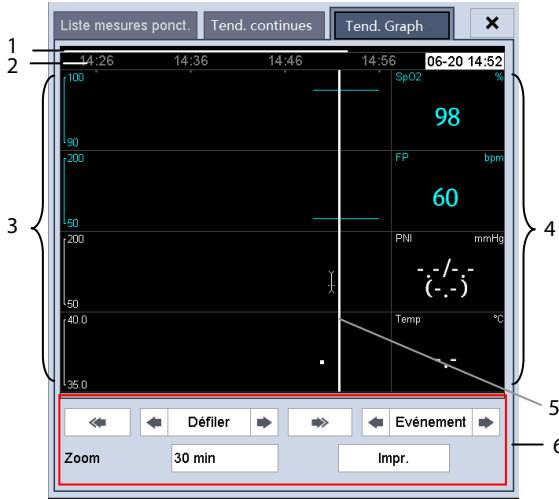 Liste mesures ponct. Tend. continues Tend. Graph
1
2 14:26 14:36 14:46 14:56 06-20 14:52
100 SpO2 %
98
90
200 FP bpm
60
50
3 4
200 PNI mmHg
-.-/-.-
(-.-)
50
40.0 Temp °C
-.-
35.0
5
Défiler Evénement
6
Zoom 30 min Impr.